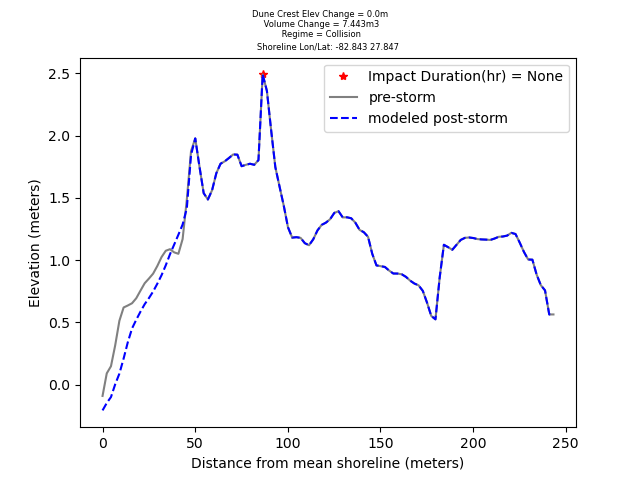 Dune Crest Elev Change = 0.0m
Volume Change = 7.443m3
Regime = Collision
Shoreline Lon/Lat: -82.843 27.847
Impact Duration(hr) = None
pre-storm
modeled post-storm
2.5
2.0
1.5
1.0
0.5
0.0
Elevation (meters)
0 50 100 150 200 250
Distance from mean shoreline (meters)